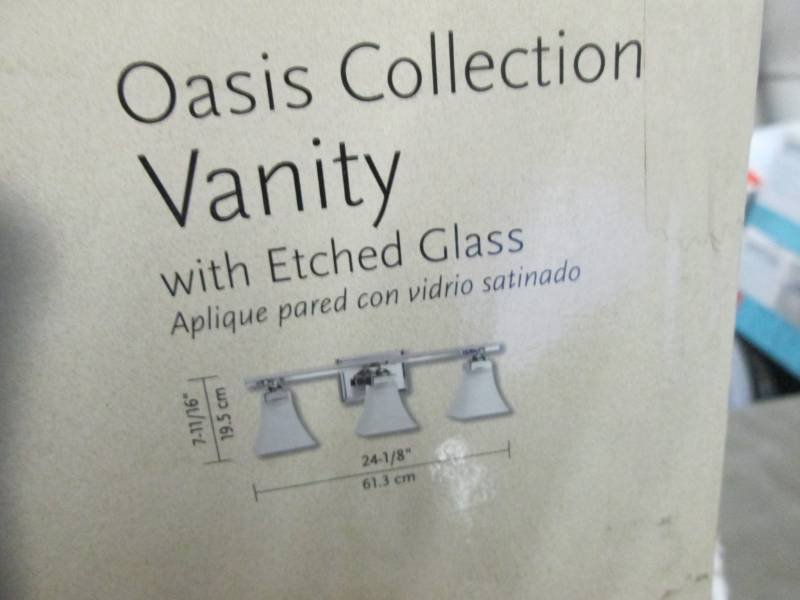 Oasis Collection
Vanity
with Etched Glass
Aplique pared con vidrio satinado
7-11/16"
19.5 cm
24-1/8"
61.3 cm